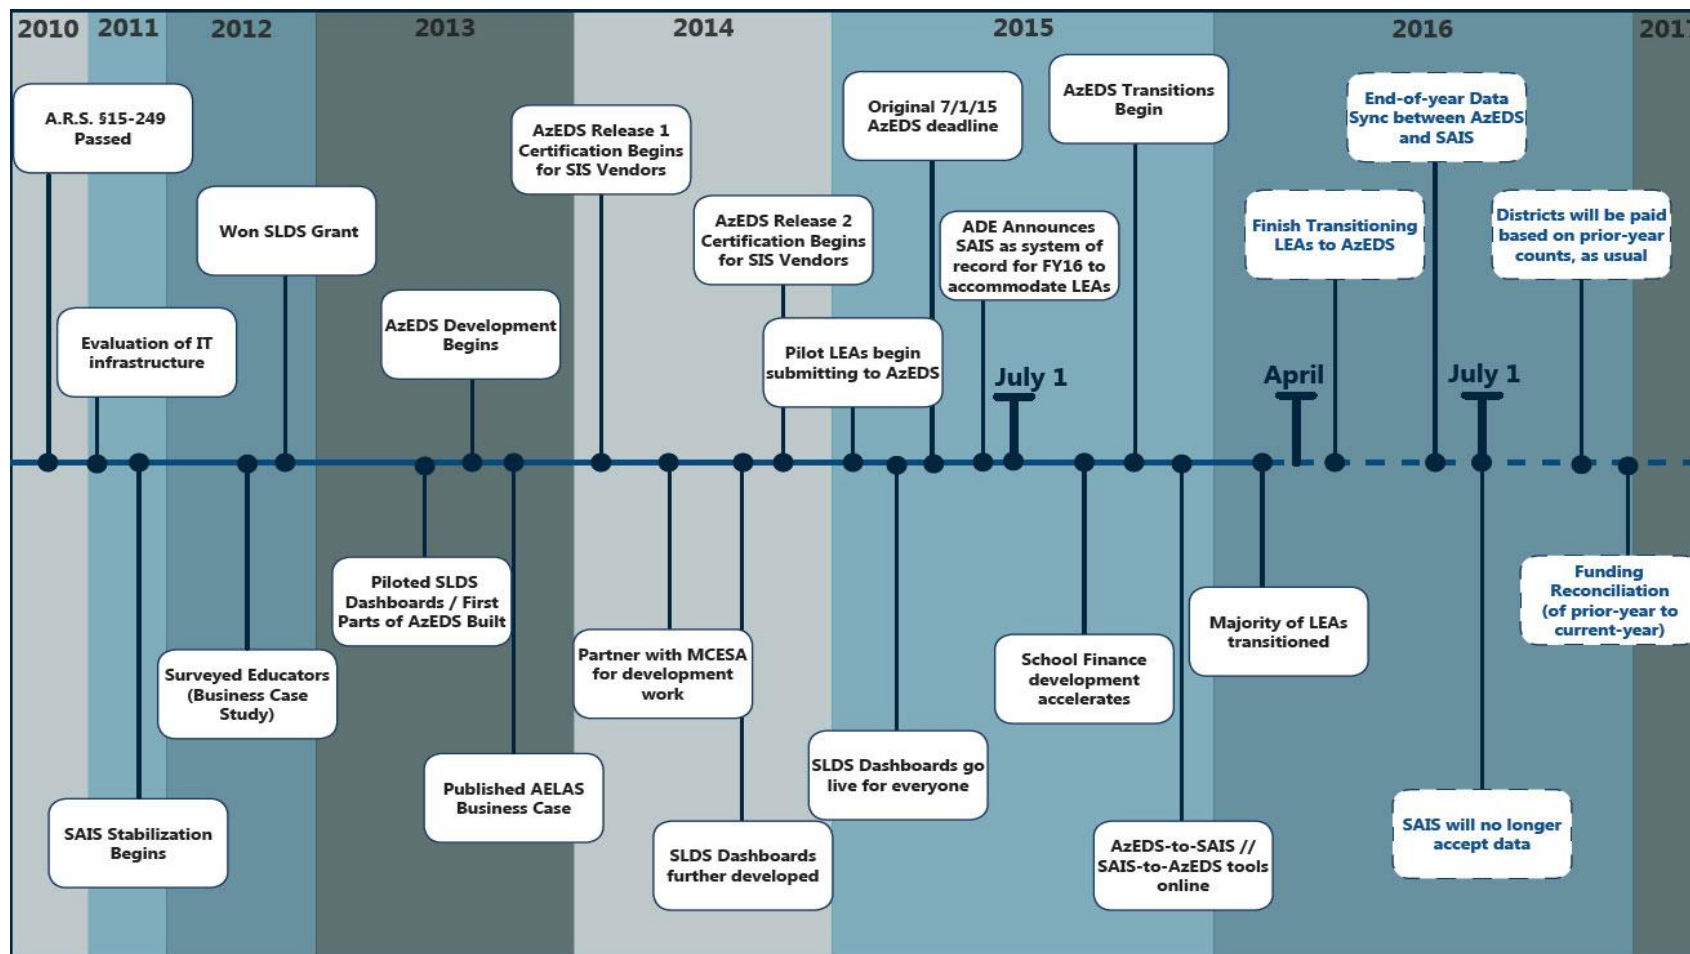 2010
2011
2012
2013
2014
2015
2016
2017
A.R.S. §15-249
Passed
Evaluation of IT
infrastructure
SAIS Stabilization
Begins
Surveyed Educators
(Business Case
Study)
Won SLDS Grant
Piloted SLDS
Dashboards / First
Parts of AzEDS Built
AzEDS Development
Begins
Published AELAS
Business Case
AzEDS Release 1
Certification Begins
for SIS Vendors
Partner with MCESA
for development
work
SLDS Dashboards
further developed
AzEDS Release 2
Certification Begins
for SIS Vendors
Pilot LEAs begin
submitting to AzEDS
SLDS Dashboards go
live for everyone
Original 7/1/15
AzEDS deadline
ADE Announces
SAIS as system of
record for FY16 to
accommodate LEAs
July 1
School Finance
development
accelerates
AzEDS Transitions
Begin
AzEDS-to-SAIS //
SAIS-to-AzEDS tools
online
Majority of LEAs
transitioned
April
Finish Transitioning
LEAs to AzEDS
End-of-year Data
Sync between AzEDS
and SAIS
July 1
SAIS will no longer
accept data
Districts will be paid
based on prior-year
counts, as usual
Funding
Reconciliation
(of prior-year to
current-year)